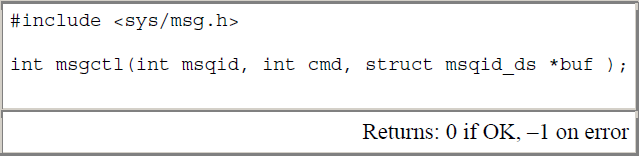 #include <sys/msg.h>
int msgctl(int msqid, int cmd, struct msqid_ds *buf );
Returns: 0 if OK, –1 on error